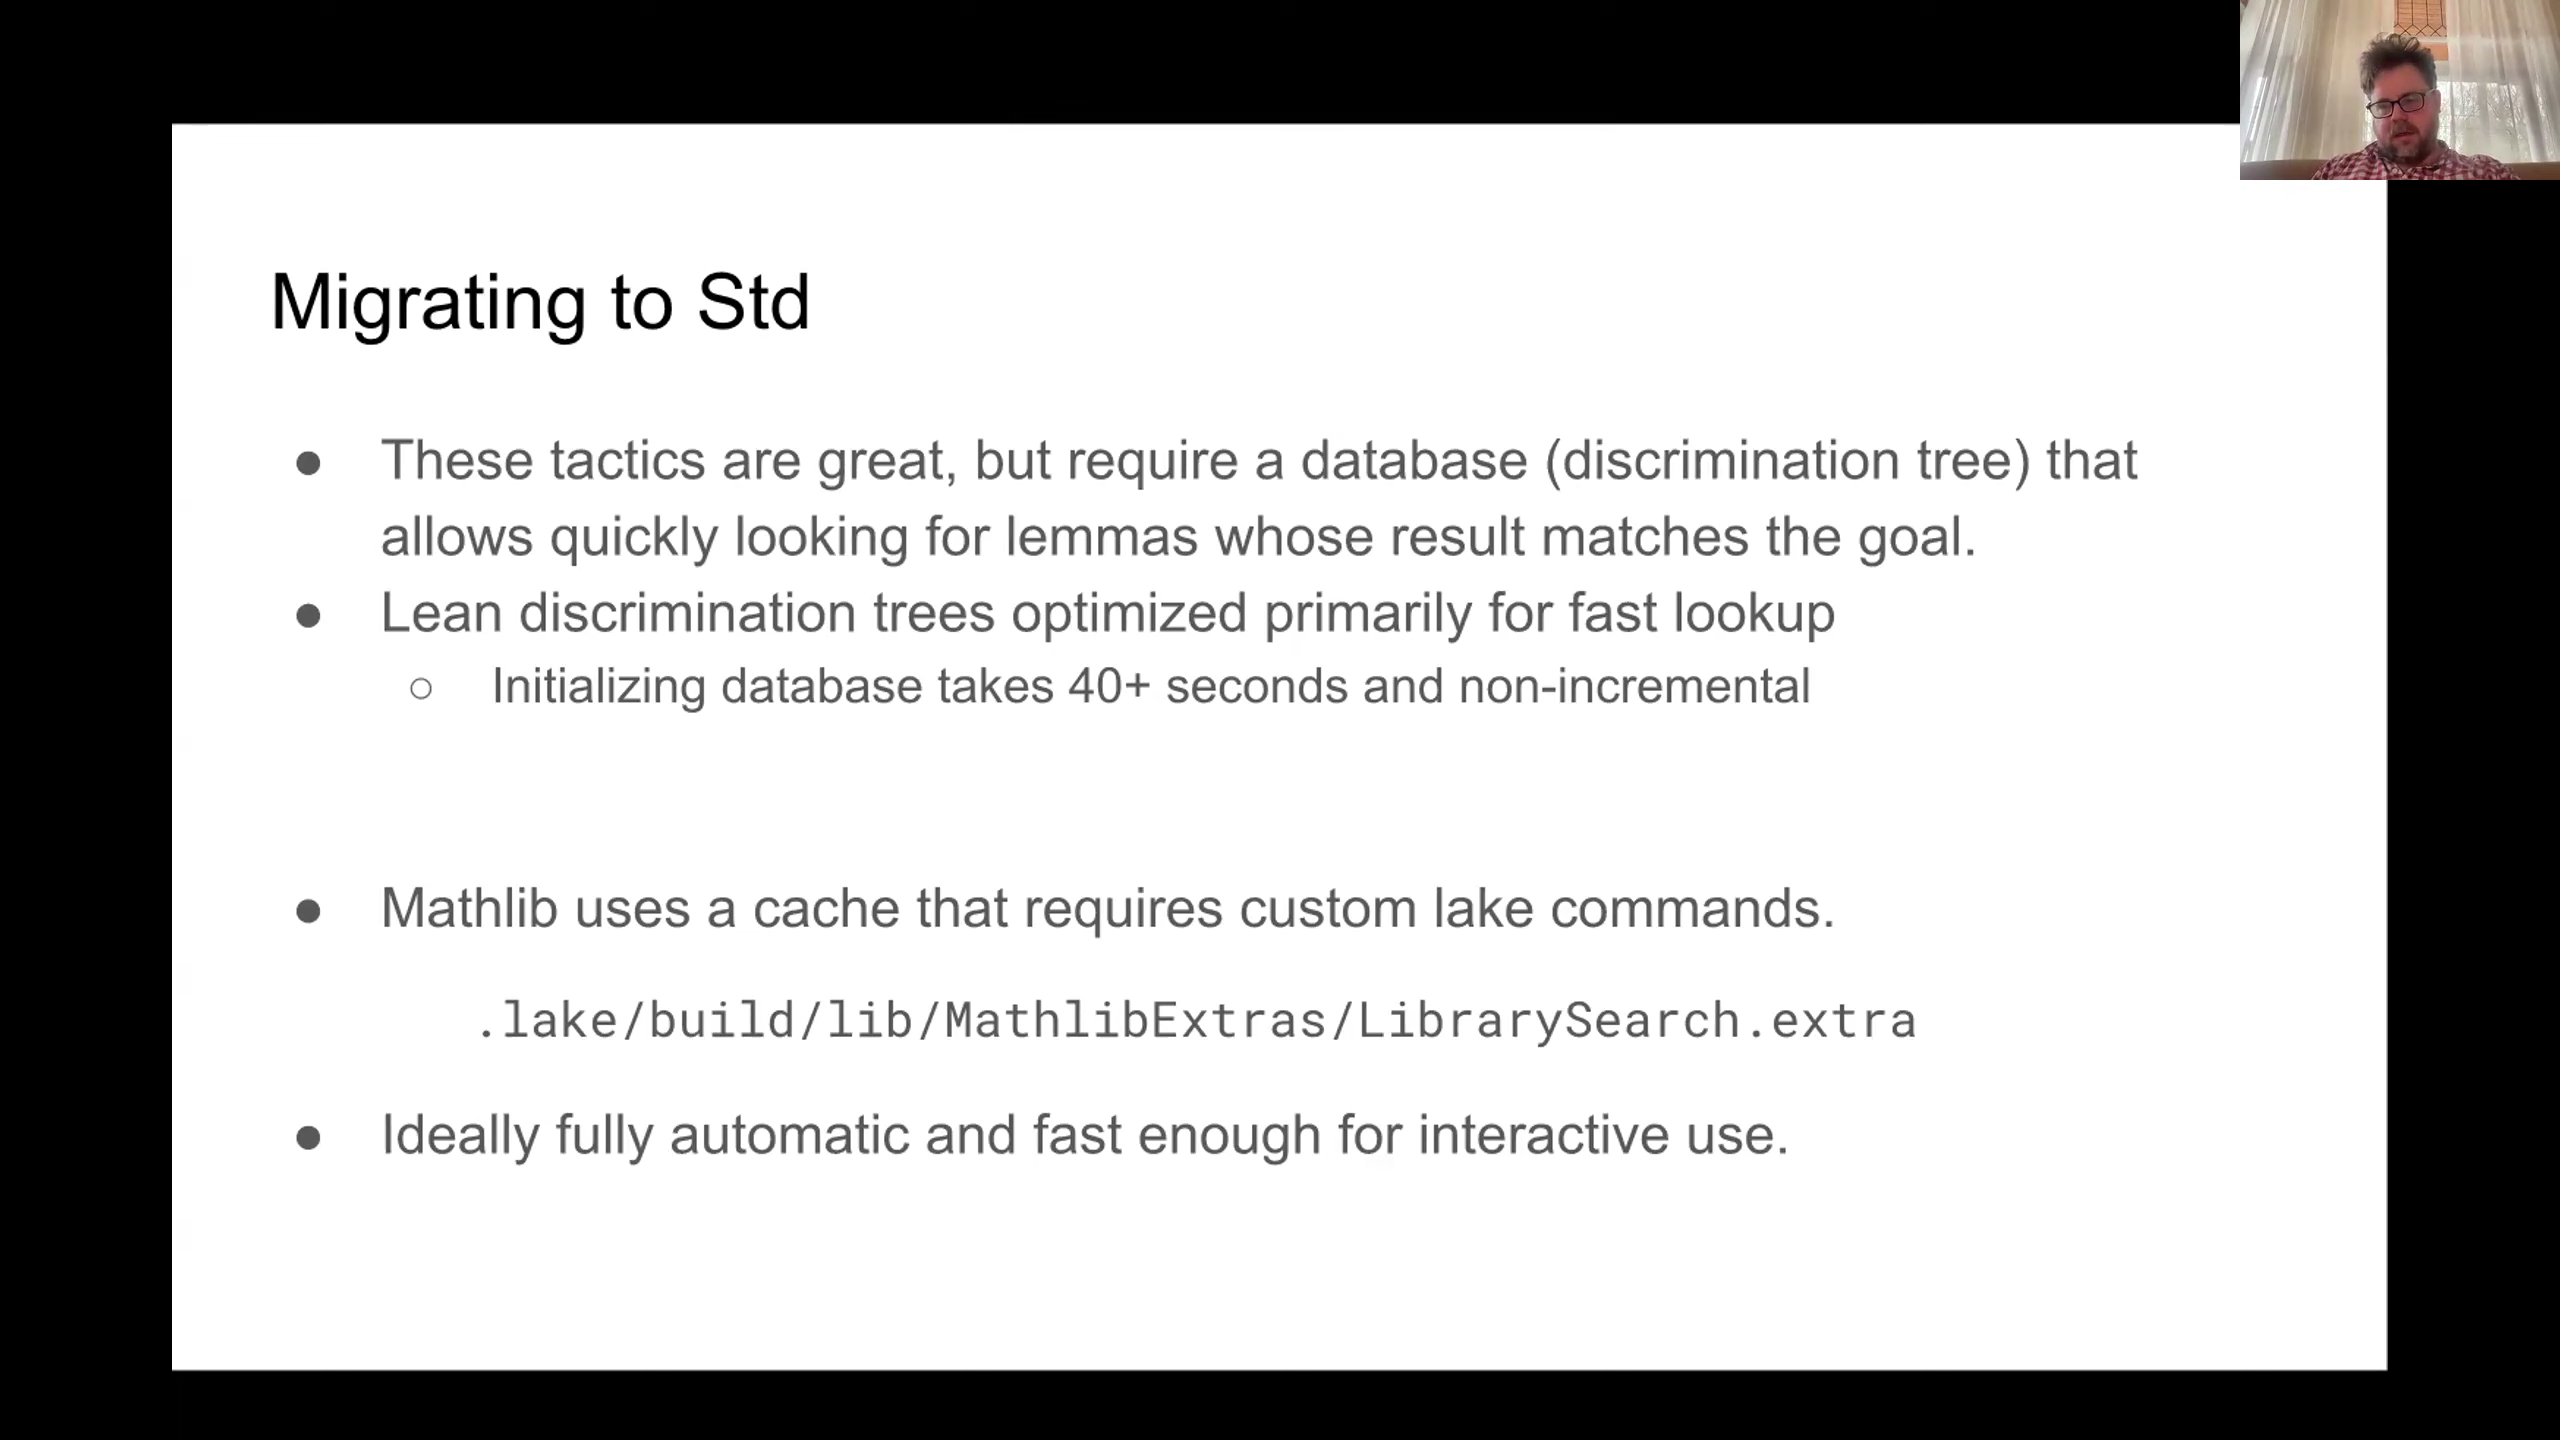 Migrating to Std
● These tactics are great, but require a database (discrimination tree) that
allows quickly looking for lemmas whose result matches the goal.
● Lean discrimination trees optimized primarily for fast lookup
○ Initializing database takes 40+ seconds and non-incremental
● Mathlib uses a cache that requires custom lake commands.
.lake/build/lib/MathlibExtras/LibrarySearch.extra
● Ideally fully automatic and fast enough for interactive use.